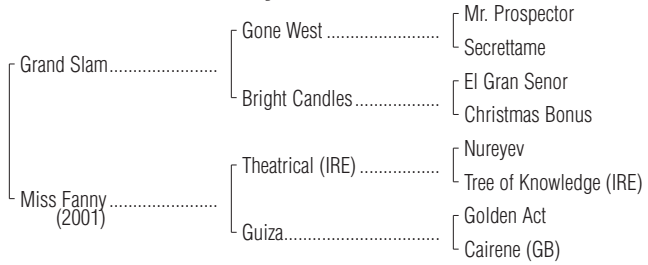 Mr. Prospector
Gone West
Secrettame
Grand Slam
El Gran Senor
Bright Candles
Christmas Bonus
Nureyev
Theatrical (IRE)
Tree of Knowledge (IRE)
Miss Fanny
(2001)
Golden Act
Guiza
Cairene (GB)